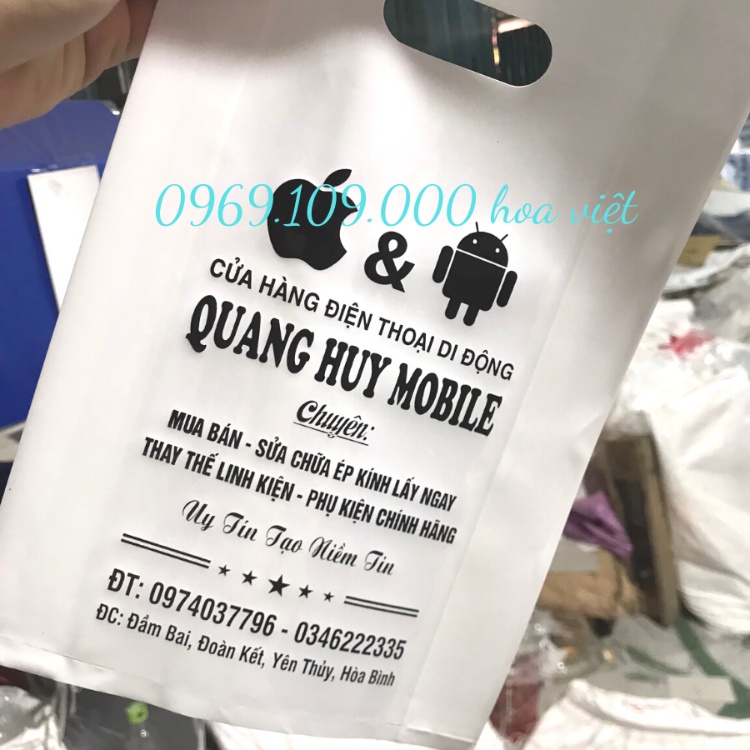 0969.109.000 hoa việt
&
CỬA HÀNG ĐIỆN THOẠI DI ĐỘNG
QUANG HUY MOBILE
Chuyên:
MUA BÁN - SỬA CHỮA ÉP KÍNH LẤY NGAY
THAY THẾ LINH KIỆN - PHỤ KIỆN CHÍNH HÃNG
Uy Tín Tạo Niềm Tin
ĐT: 0974037796 - 0346222335
ĐC: Đầm Bai, Đoàn Kết, Yên Thủy, Hòa Bình